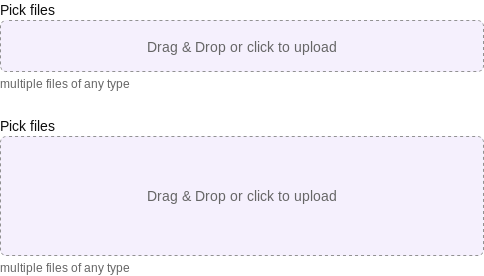 Pick files
Drag & Drop or click to upload
multiple files of any type
Pick files
Drag & Drop or click to upload
multiple files of any type